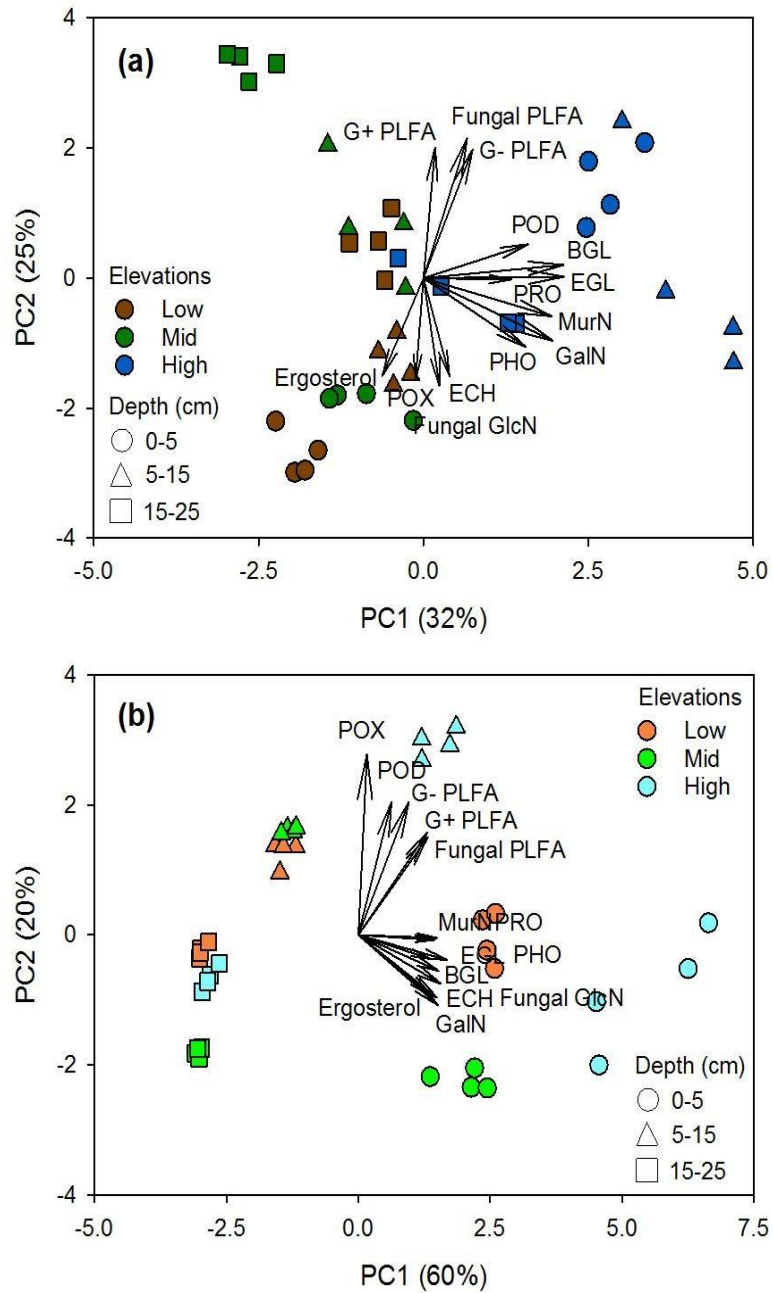 (a)
4
2
0
-2
-4
PC2 (25%)
G+ PLFA
Fungal PLFA
G- PLFA
POD
BGL
EGL
PRO
MurN
GalN
PHO
Ergosterol
POX
ECH
Fungal GlcN
Elevations
Low
Mid
High
Depth (cm)
0-5
5-15
15-25
-5.0 -2.5 0.0 2.5 5.0
PC1 (32%)
(b)
4
2
0
-2
-4
PC2 (20%)
POX
POD
G- PLFA
G+ PLFA
Fungal PLFA
MurN PRO
PHO
BGL
ECH Fungal GlcN
Ergosterol
GalN
Elevations
Low
Mid
High
Depth (cm)
0-5
5-15
15-25
-5.0 -2.5 0.0 2.5 5.0 7.5
PC1 (60%)